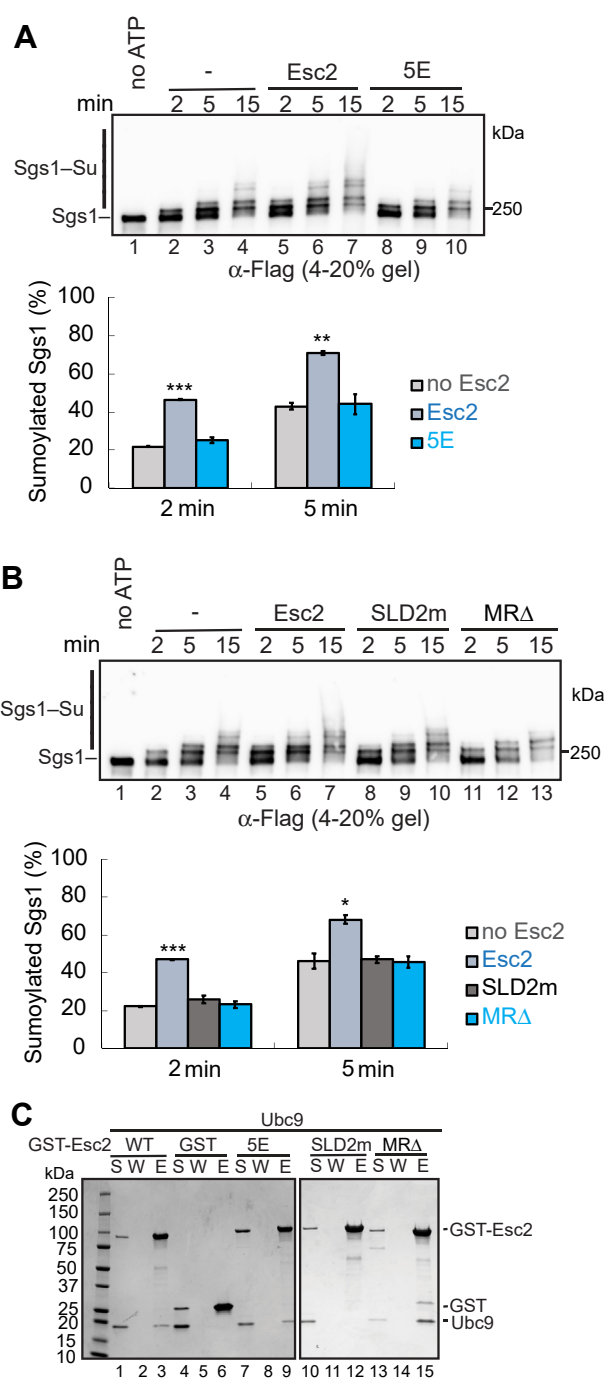 A
no ATP
- Esc2 5E
min 2 5 15 2 5 15 2 5 15
kDa
Sgs1–Su
Sgs1– -250
1 2 3 4 5 6 7 8 9 10
α-Flag (4-20% gel)
Sumoylated Sgs1 (%)
100
80
60
40
20
0
***
**
2 min 5 min
no Esc2
Esc2
5E
B
no ATP
- Esc2 SLD2m MRΔ
min 2 5 15 2 5 15 2 5 15 2 5 15
kDa
Sgs1–Su
Sgs1– -250
1 2 3 4 5 6 7 8 9 10 11 12 13
α-Flag (4-20% gel)
Sumoylated Sgs1 (%)
100
80
60
40
20
0
***
*
2 min 5 min
no Esc2
Esc2
SLD2m
MRΔ
C
Ubc9
GST-Esc2 WT GST 5E SLD2m MRΔ
S W E S W E S W E S W E S W E
kDa
250
150
100
75
50
37
25
20
15
10
-GST-Esc2
-GST
-Ubc9
1 2 3 4 5 6 7 8 9 10 11 12 13 14 15